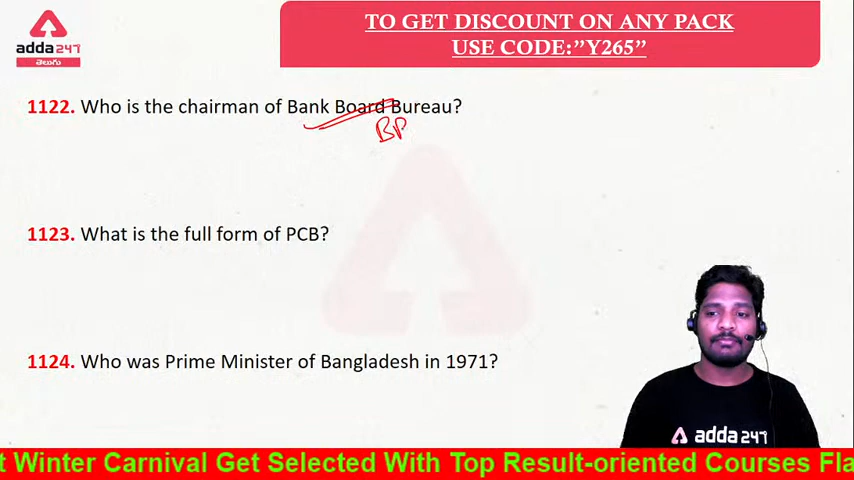 TO GET DISCOUNT ON ANY PACK
USE CODE:”Y265”
adda247
తెలుగు
1122. Who is the chairman of Bank Board Bureau?
BP
1123. What is the full form of PCB?
1124. Who was Prime Minister of Bangladesh in 1971?
adda247
t Winter Carnival Get Selected With Top Result-oriented Courses Fla